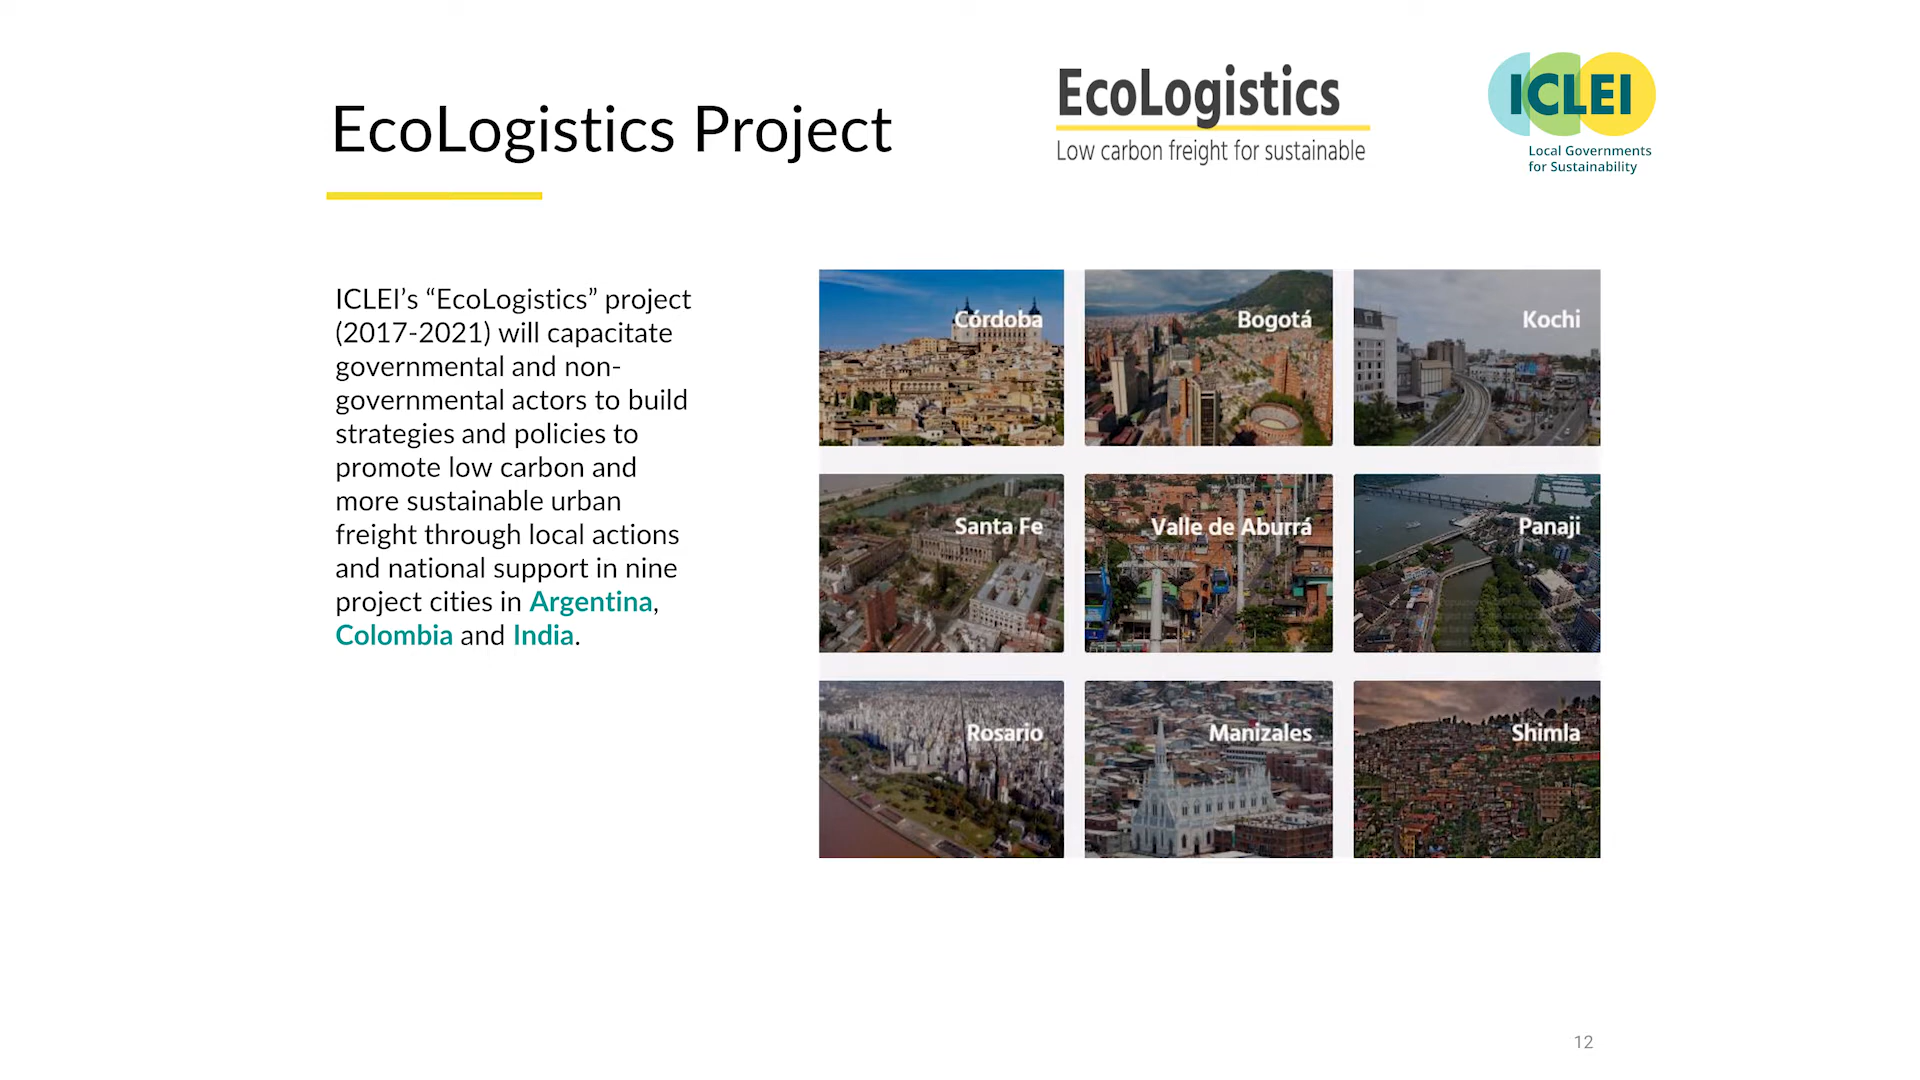 EcoLogistics Project
EcoLogistics
Low carbon freight for sustainable
ICLEI
Local Governments
for Sustainability
ICLEI’s “EcoLogistics” project
(2017-2021) will capacitate
governmental and non-
governmental actors to build
strategies and policies to
promote low carbon and
more sustainable urban
freight through local actions
and national support in nine
project cities in Argentina,
Colombia and India.
Córdoba
Bogotá
Kochi
Santa Fe
Valle de Aburrá
Panaji
Rosario
Manizales
Shimla
12